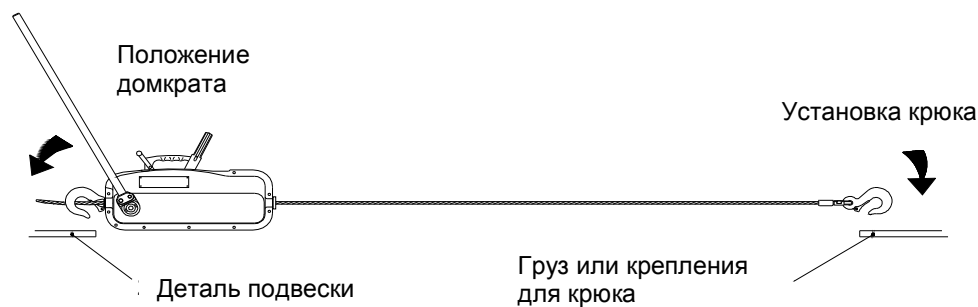 Положение
домкрата
Установка крюка
Деталь подвески
Груз или крепления
для крюка